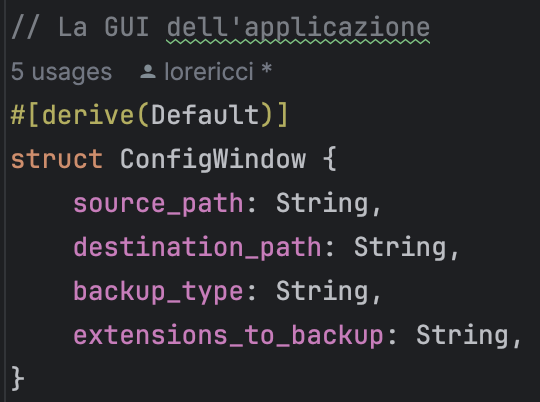 // La GUI dell'applicazione
5 usages lorericci *
#[derive(Default)]
struct ConfigWindow {
    source_path: String,
    destination_path: String,
    backup_type: String,
    extensions_to_backup: String,
}